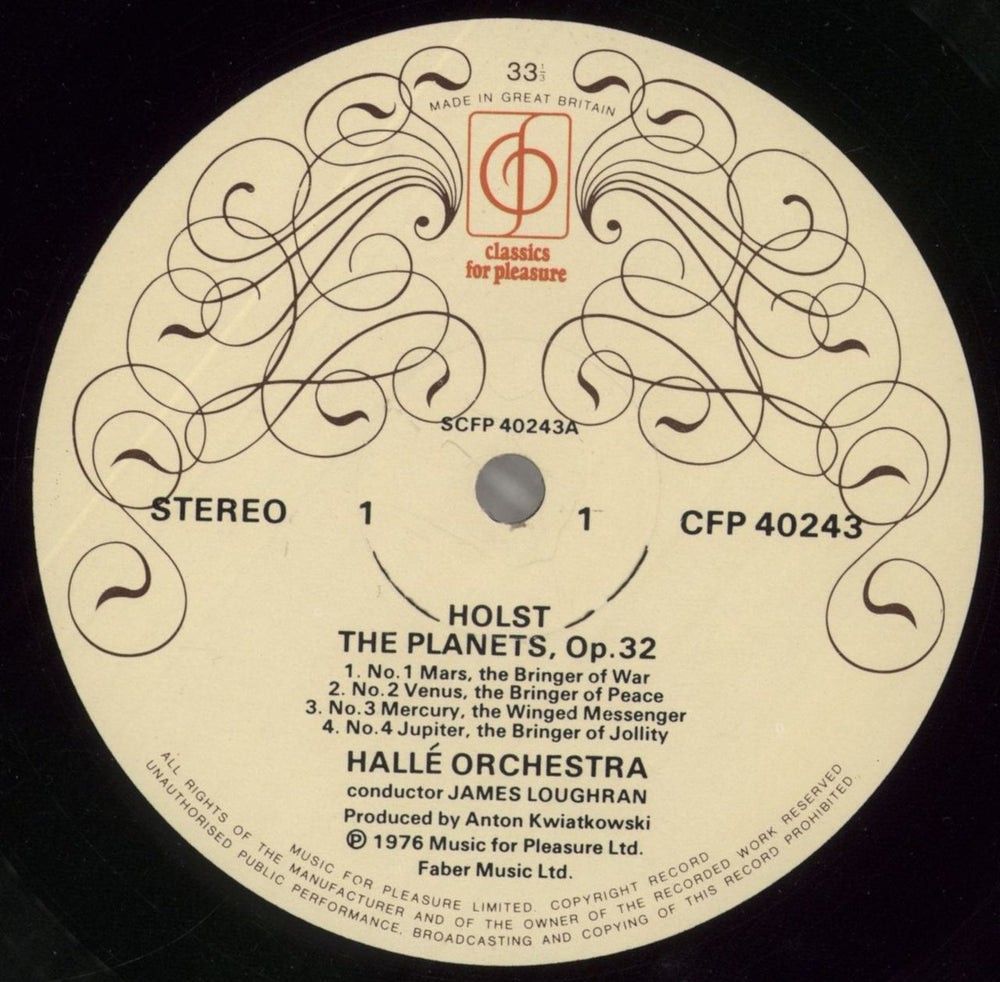 33⅓
MADE IN GREAT BRITAIN
classics
for pleasure
SCFP 40243A
STEREO 1 1 CFP 40243
HOLST
THE PLANETS, Op.32
1. No.1 Mars, the Bringer of War
2. No.2 Venus, the Bringer of Peace
3. No.3 Mercury, the Winged Messenger
4. No.4 Jupiter, the Bringer of Jollity
HALLÉ ORCHESTRA
conductor JAMES LOUGHRAN
Produced by Anton Kwiatkowski
Ⓟ 1976 Music for Pleasure Ltd.
Faber Music Ltd.
MUSIC FOR PLEASURE LIMITED. COPYRIGHT RECORD
ALL RIGHTS OF THE MANUFACTURER AND OF THE OWNER OF THE RECORDED WORK RESERVED
UNAUTHORISED PUBLIC PERFORMANCE, BROADCASTING AND COPYING OF THIS RECORD PROHIBITED.